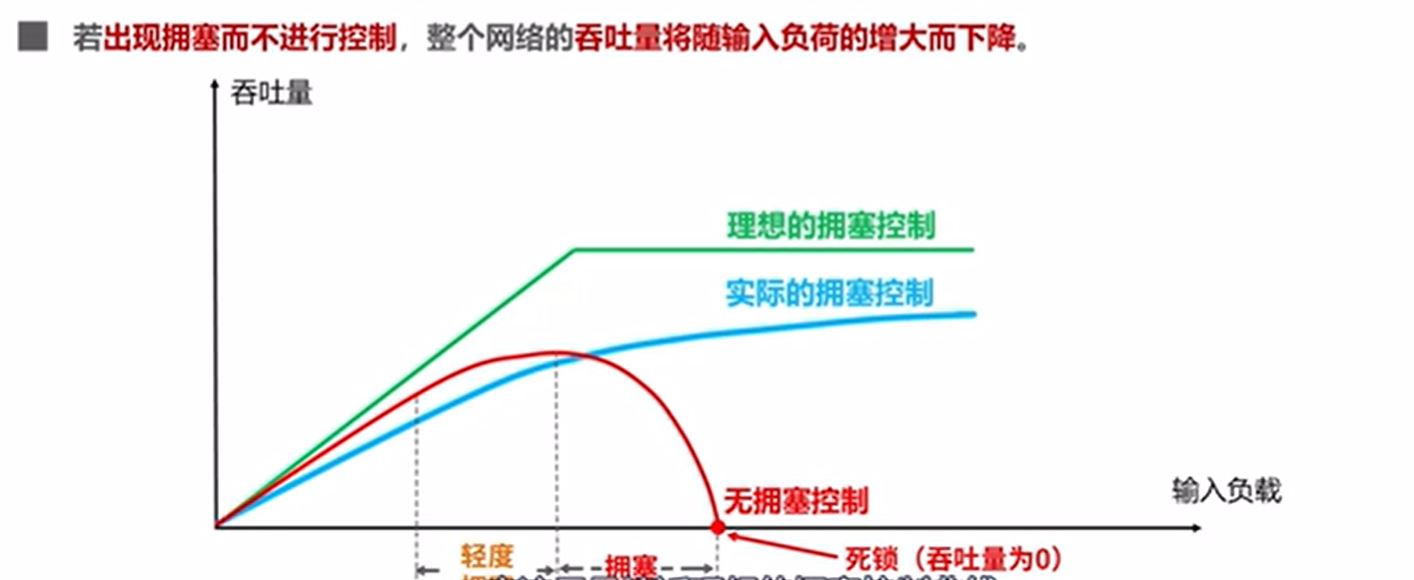 若出现拥塞而不进行控制，整个网络的吞吐量将随输入负荷的增大而下降。
吞吐量
理想的拥塞控制
实际的拥塞控制
无拥塞控制
输入负载
死锁（吞吐量为0）
轻度
拥塞